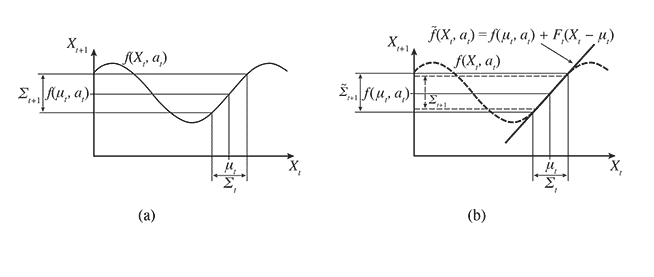 X_{t+1}
f(X_t, a_t)
Σ_{t+1}
f(μ_t, a_t)
μ_t
X_t
Σ_t
(a)
X_{t+1}
f̃(X_t, a_t) = f(μ_t, a_t) + F_t(X_t − μ_t)
f(X_t, a_t)
Σ̃_{t+1}
f(μ_t, a_t)
Σ_{t+1}
μ_t
X_t
Σ_t
(b)